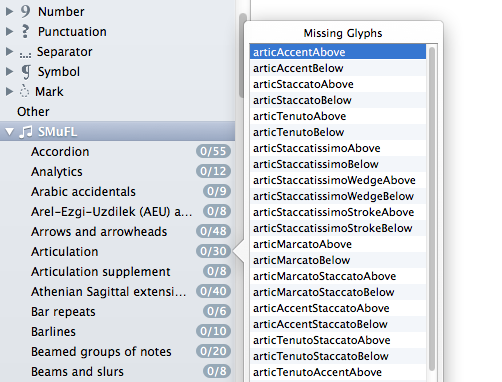 Number
Punctuation
Separator
Symbol
Mark
Other
SMuFL
Accordion 0/55
Analytics 0/12
Arabic accidentals 0/9
Arel-Ezgi-Uzdilek (AEU) a... 0/8
Arrows and arrowheads 0/48
Articulation 0/30
Articulation supplement 0/8
Athenian Sagittal extensi... 0/40
Bar repeats 0/6
Barlines 0/10
Beamed groups of notes 0/20
Beams and slurs 0/8
Missing Glyphs
articAccentAbove
articAccentBelow
articStaccatoAbove
articStaccatoBelow
articTenutoAbove
articTenutoBelow
articStaccatissimoAbove
articStaccatissimoBelow
articStaccatissimoWedgeAbove
articStaccatissimoWedgeBelow
articStaccatissimoStrokeAbove
articStaccatissimoStrokeBelow
articMarcatoAbove
articMarcatoBelow
articMarcatoStaccatoAbove
articMarcatoStaccatoBelow
articAccentStaccatoAbove
articAccentStaccatoBelow
articTenutoStaccatoAbove
articTenutoStaccatoBelow
articTenutoAccentAbove